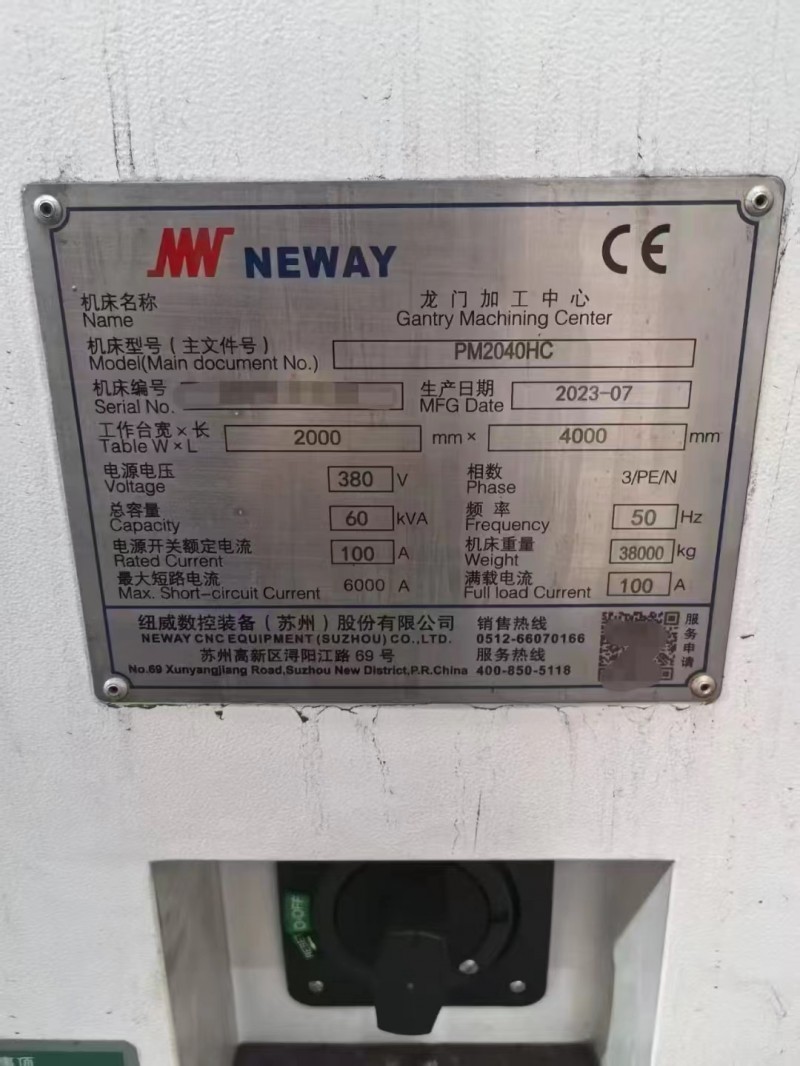 NW NEWAY CE
机床名称 龙门加工中心
Name Gantry Machining Center
机床型号(主文件号) PM2040HC
Model(Main document No.)
机床编号 生产日期 2023-07
Serial No. MFG Date
工作台宽×长 2000 mm× 4000 mm
Table W×L
电源电压 380 V 相数 3/PE/N
Voltage Phase
总容量 60 kVA 频率 50 Hz
Capacity Frequency
电源开关额定电流 100 A 机床重量 38000 kg
Rated Current Weight
最大短路电流 6000 A 满载电流 100 A
Max. Short-circuit Current Full load Current
纽威数控装备(苏州)股份有限公司 销售热线
NEWAY CNC EQUIPMENT (SUZHOU) CO.,LTD. 0512-66070166
苏州高新区浔阳江路 69 号 服务热线
No.69 Xunyangjiang Road,Suzhou New District,P.R.China 400-850-5118
服务申请
O·OFF
事项